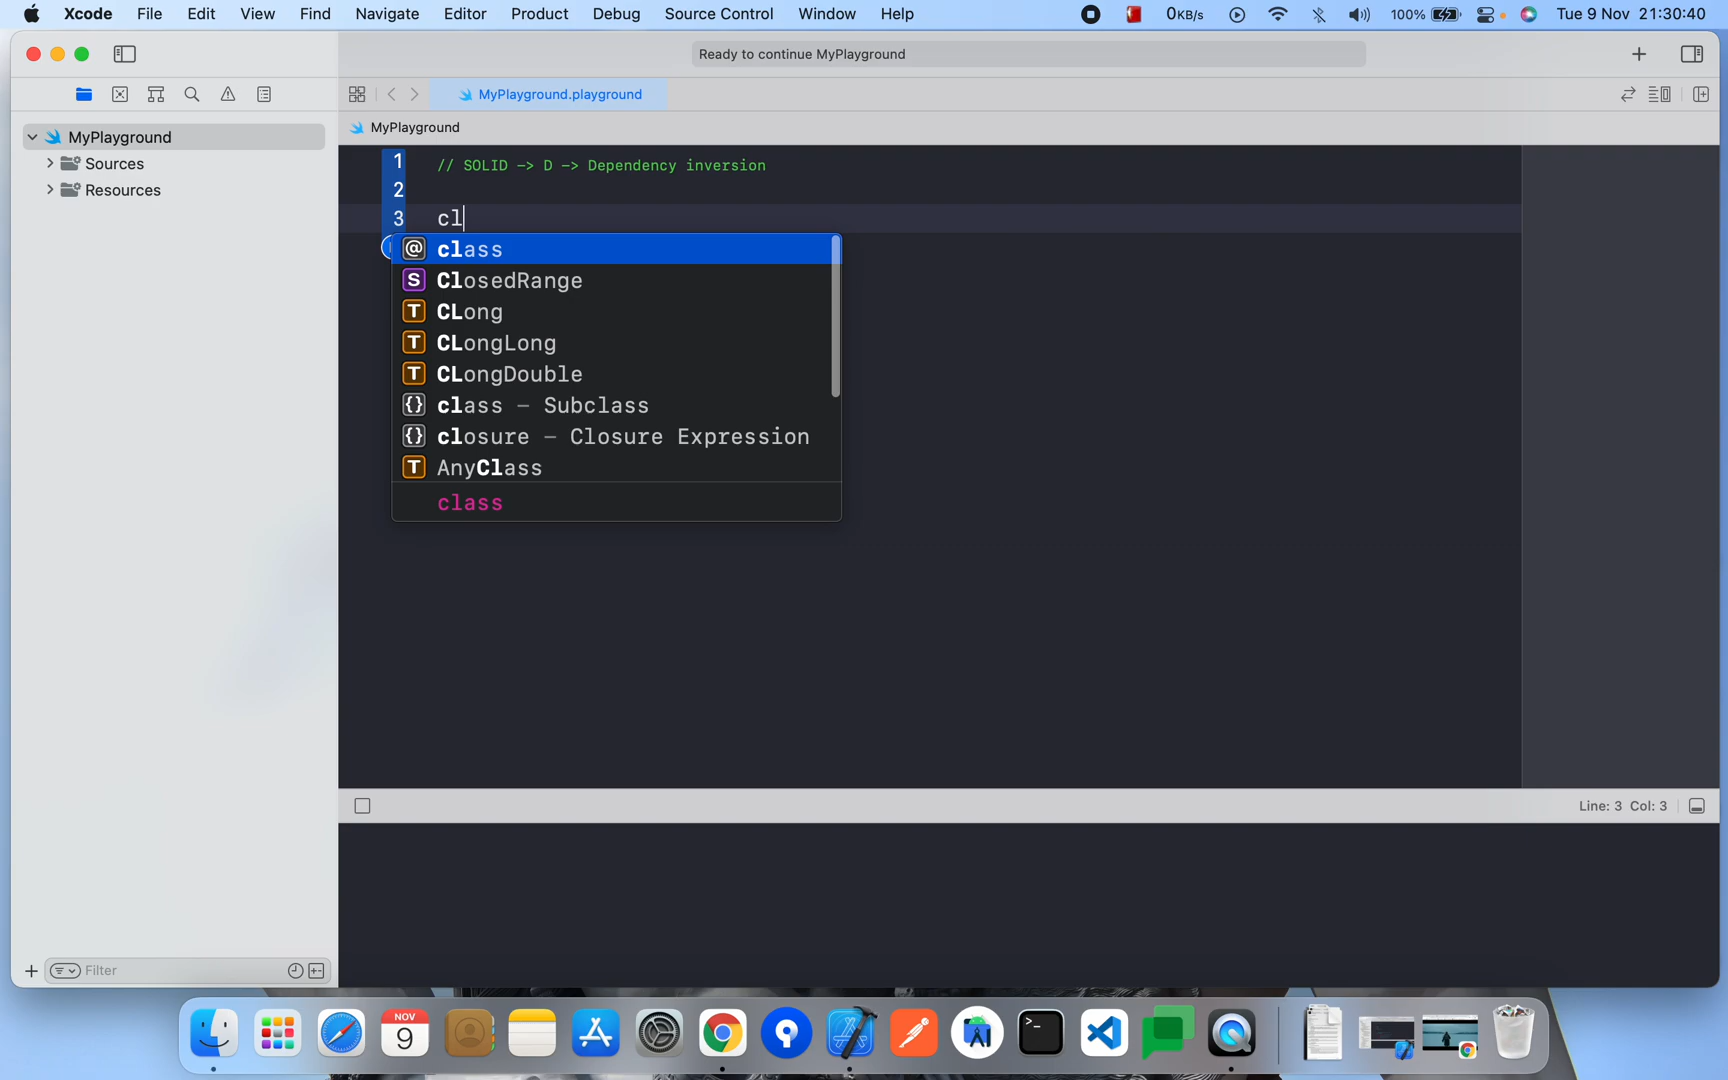 Xcode File Edit View Find Navigate Editor Product Debug Source Control Window Help 0KB/s 100% Tue 9 Nov 21:30:40
Ready to continue MyPlayground
MyPlayground.playground
MyPlayground
MyPlayground
Sources
Resources
1 // SOLID -> D -> Dependency inversion
2
3 cl
@ class
S ClosedRange
T CLong
T CLongLong
T CLongDouble
{} class – Subclass
{} closure – Closure Expression
T AnyClass
class
Line: 3 Col: 3
Filter
NOV
9